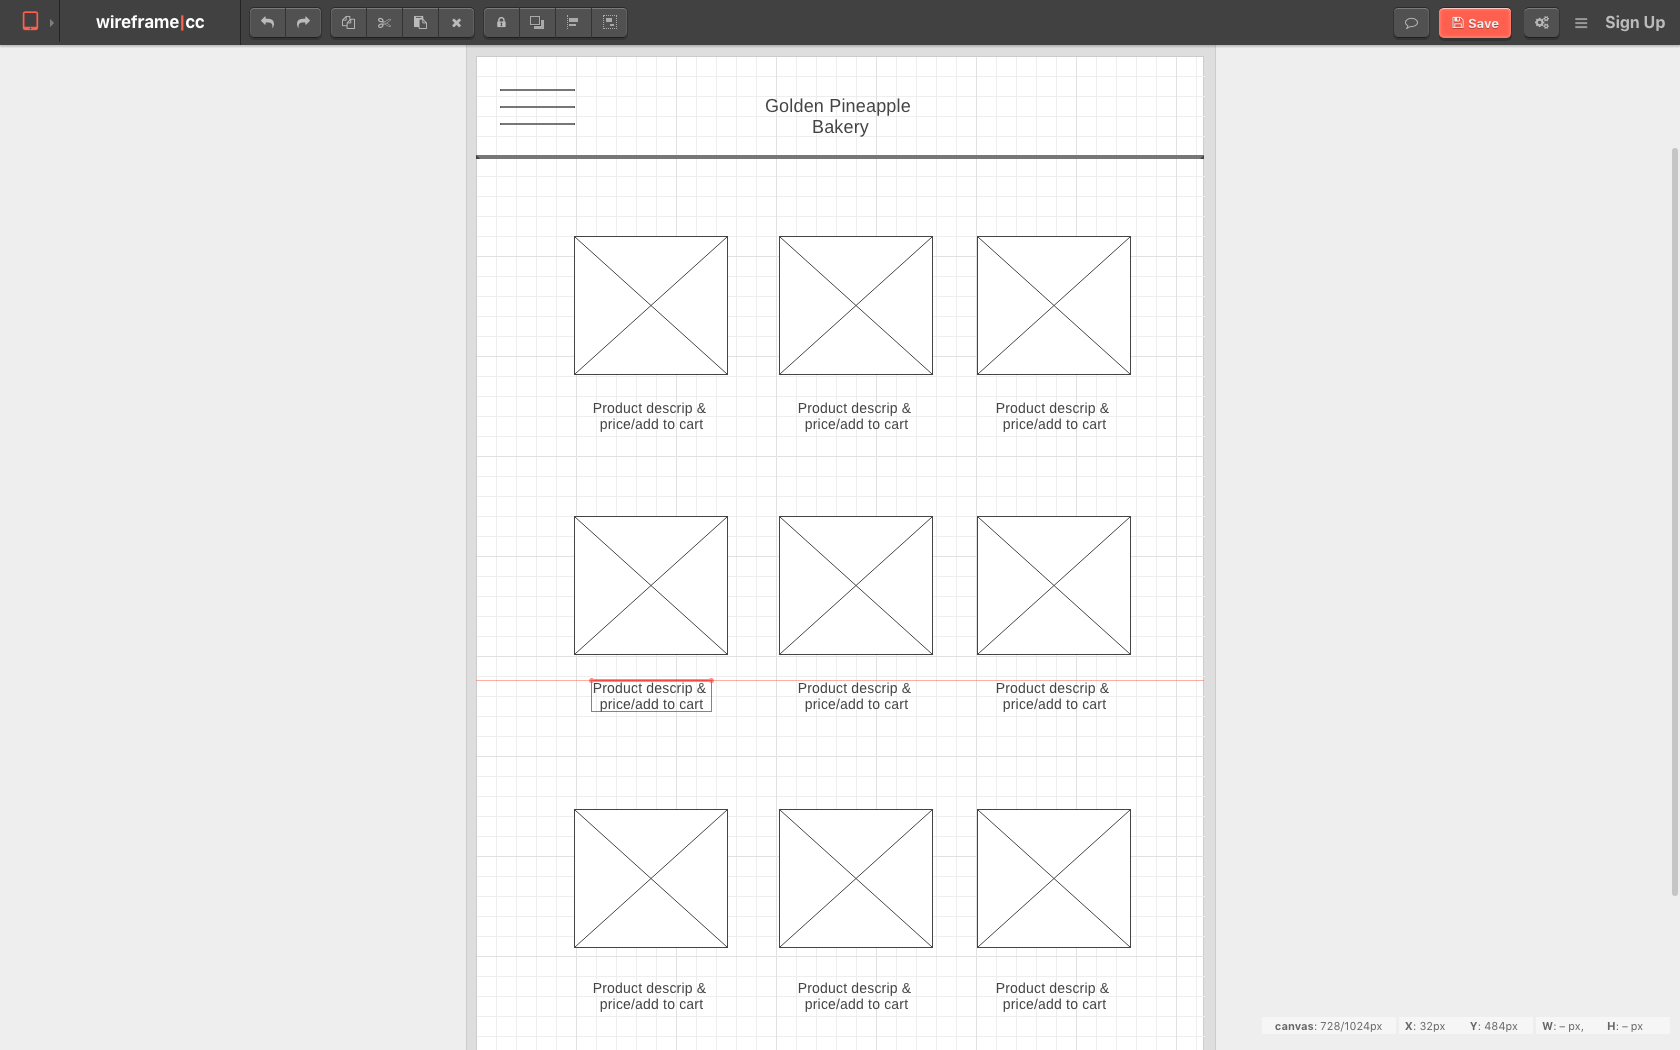 wireframe|cc
Save
Sign Up
Golden Pineapple
Bakery
Product descrip &
price/add to cart
Product descrip &
price/add to cart
Product descrip &
price/add to cart
Product descrip &
price/add to cart
Product descrip &
price/add to cart
Product descrip &
price/add to cart
Product descrip &
price/add to cart
Product descrip &
price/add to cart
Product descrip &
price/add to cart
canvas: 728/1024px X: 32px Y: 484px W: – px, H: – px